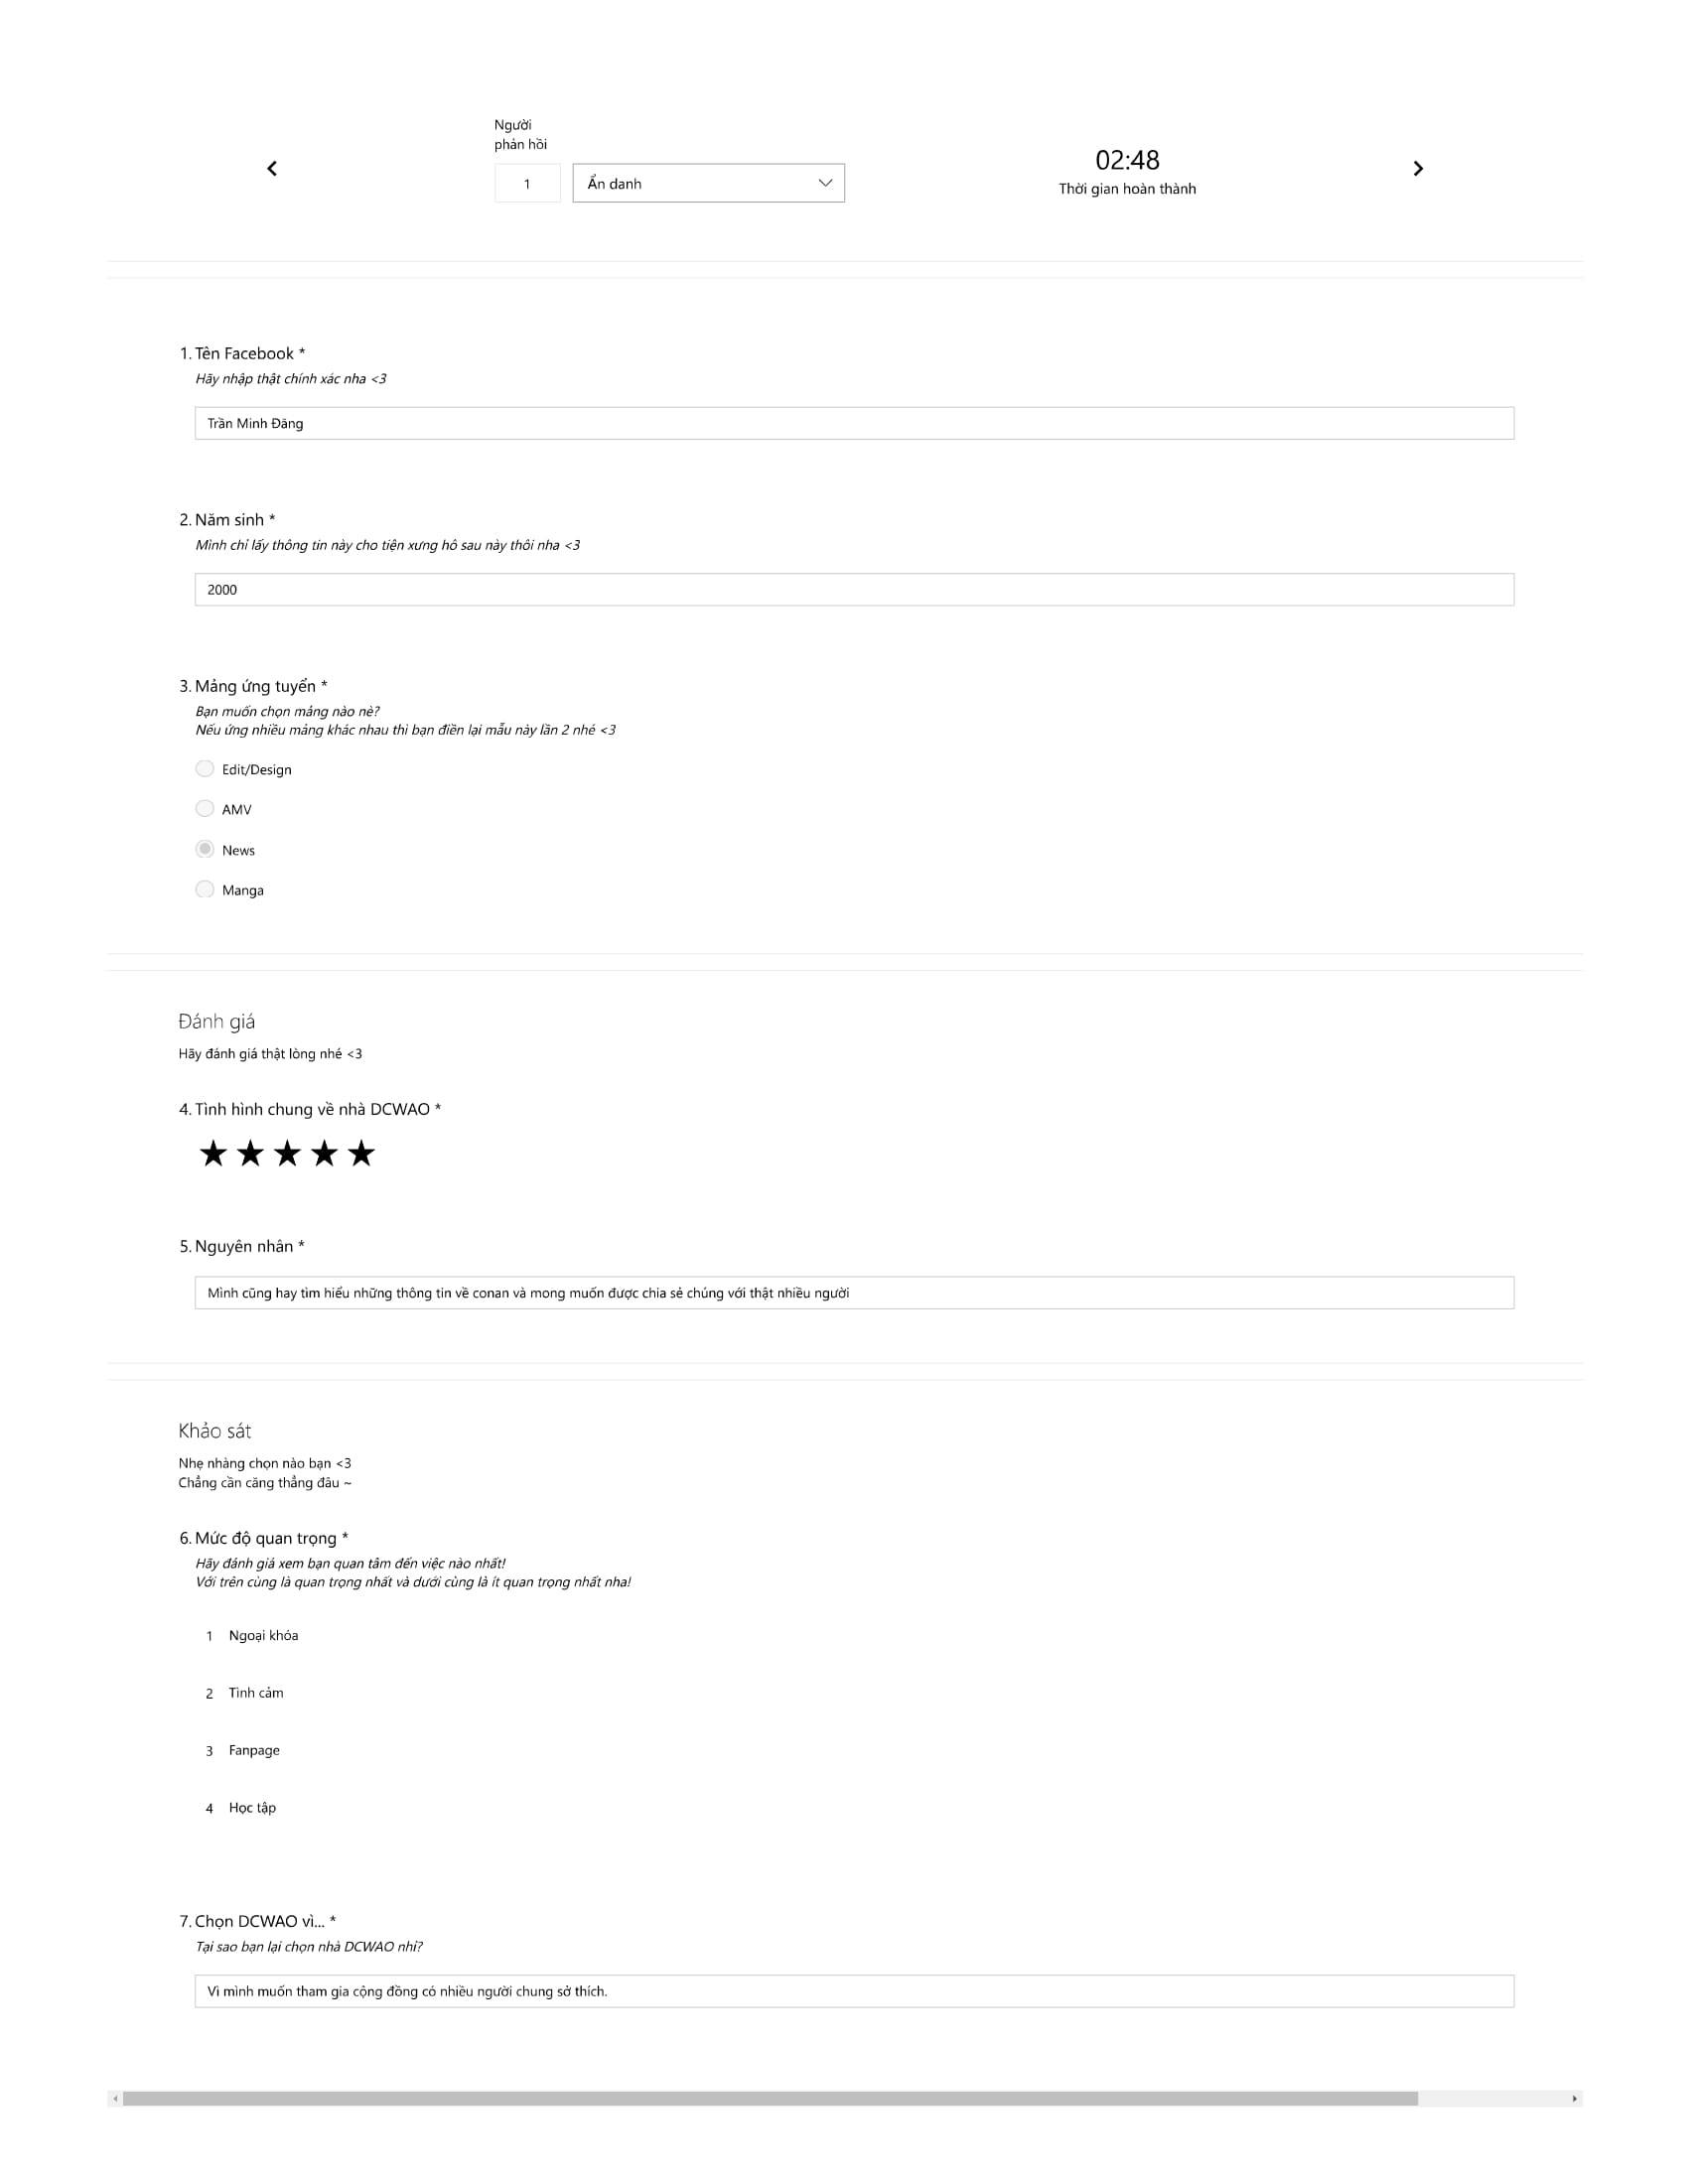 Người
phản hồi
1
Ẩn danh
02:48
Thời gian hoàn thành
1. Tên Facebook *
Hãy nhập thật chính xác nha <3
Trần Minh Đăng
2. Năm sinh *
Mình chỉ lấy thông tin này cho tiện xưng hô sau này thôi nha <3
2000
3. Mảng ứng tuyển *
Bạn muốn chọn mảng nào nè?
Nếu ứng nhiều mảng khác nhau thì bạn điền lại mẫu này lần 2 nhé <3
Edit/Design
AMV
News
Manga
Đánh giá
Hãy đánh giá thật lòng nhé <3
4. Tình hình chung về nhà DCWAO *
5. Nguyên nhân *
Mình cũng hay tìm hiểu những thông tin về conan và mong muốn được chia sẻ chúng với thật nhiều người
Khảo sát
Nhẹ nhàng chọn nào bạn <3
Chẳng cần căng thẳng đâu ~
6. Mức độ quan trọng *
Hãy đánh giá xem bạn quan tâm đến việc nào nhất!
Với trên cùng là quan trọng nhất và dưới cùng là ít quan trọng nhất nha!
1 Ngoại khóa
2 Tình cảm
3 Fanpage
4 Học tập
7. Chọn DCWAO vì... *
Tại sao bạn lại chọn nhà DCWAO nhỉ?
Vì mình muốn tham gia cộng đồng có nhiều người chung sở thích.